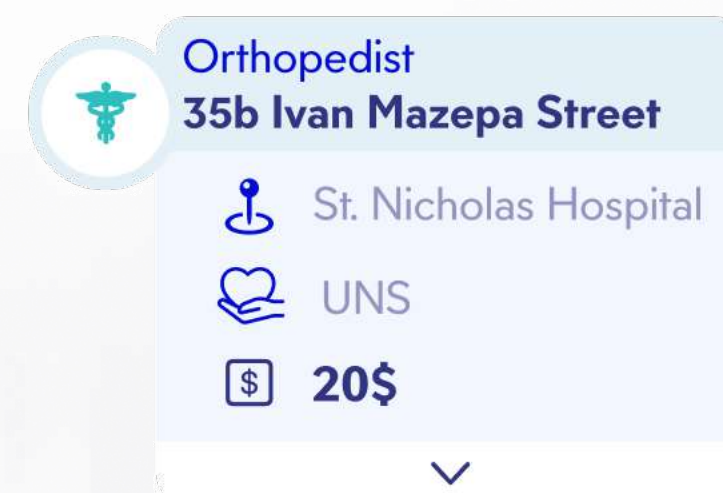 Orthopedist
35b Ivan Mazepa Street
St. Nicholas Hospital
UNS
$ 20$